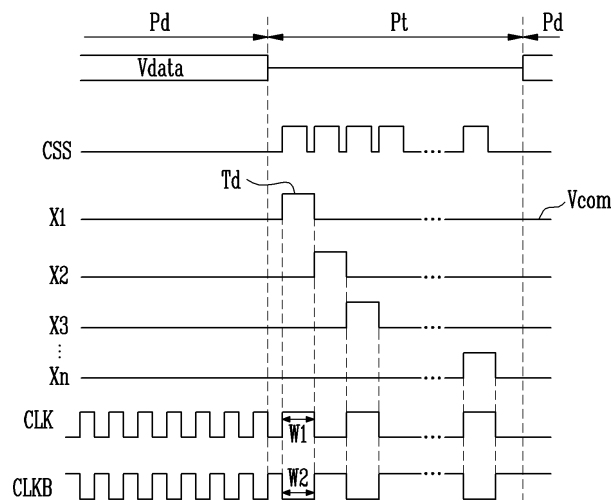 Pd Pt Pd
Vdata
CSS
Td
X1
Vcom
X2
X3
Xn
CLK
W1
W2
CLKB